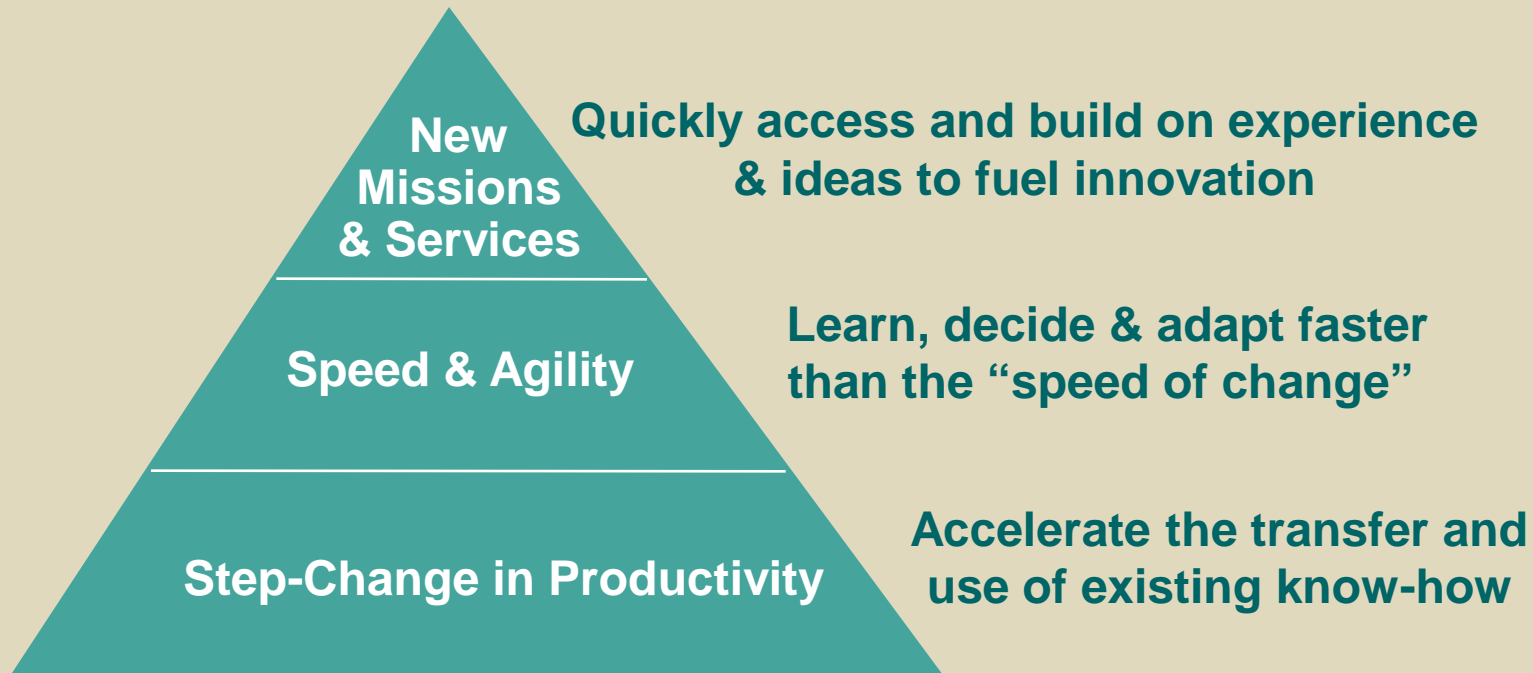 New
Missions
& Services
Quickly access and build on experience
& ideas to fuel innovation
Speed & Agility
Learn, decide & adapt faster
than the “speed of change”
Step-Change in Productivity
Accelerate the transfer and
use of existing know-how